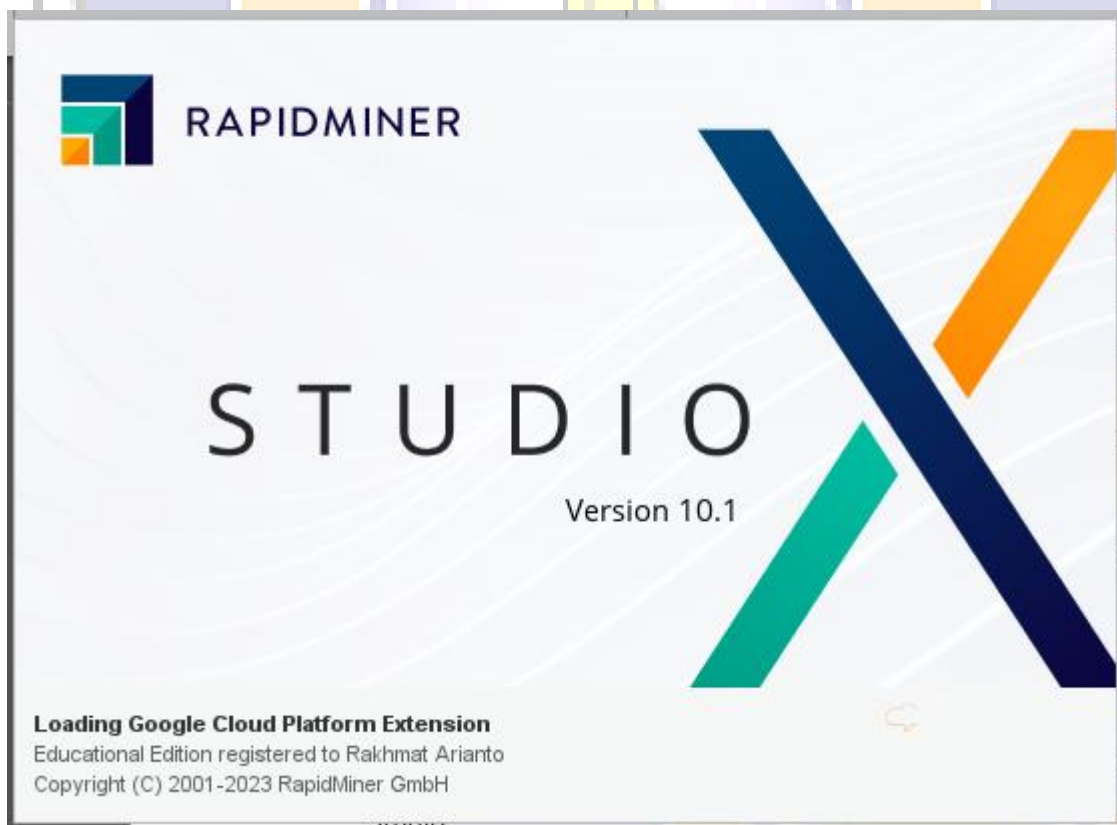 RAPIDMINER
STUDIO
Version 10.1
Loading Google Cloud Platform Extension
Educational Edition registered to Rakhmat Arianto
Copyright (C) 2001-2023 RapidMiner GmbH